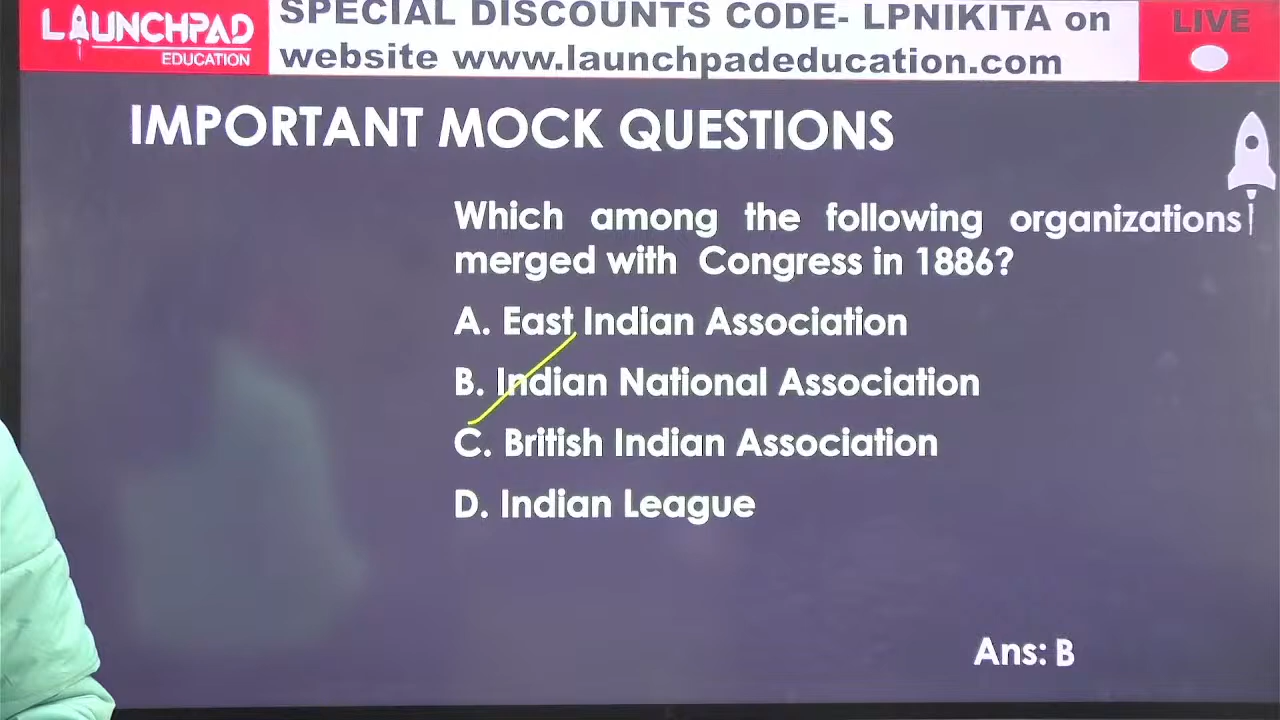 LAUNCHPAD
EDUCATION
SPECIAL DISCOUNTS CODE- LPNIKITA on
website www.launchpadeducation.com
LIVE
IMPORTANT MOCK QUESTIONS
Which among the following organizations
merged with Congress in 1886?
A. East Indian Association
B. Indian National Association
C. British Indian Association
D. Indian League
Ans: B